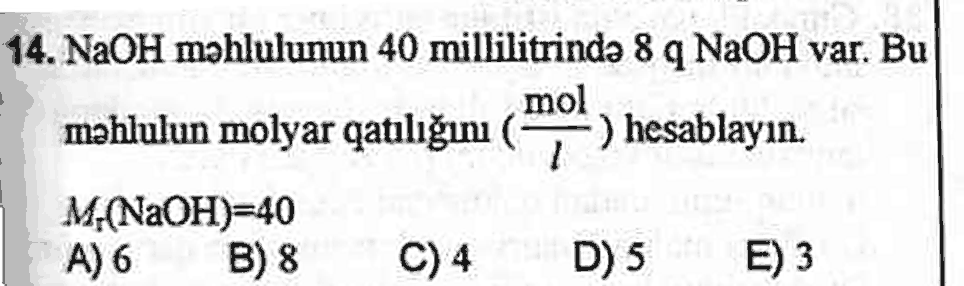 14. NaOH məhlulunun 40 millilitrində 8 q NaOH var. Bu
məhlulun molyar qatılığını (mol/l) hesablayın.
Mr(NaOH)=40
A) 6 B) 8 C) 4 D) 5 E) 3